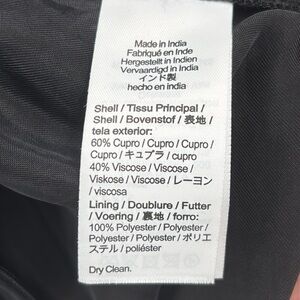 Made in India
Fabriqué en Inde
Hergestellt in Indien
Vervaardigd in India
インド製
hecho en india
Shell / Tissu Principal /
Shell / Bovenstof / 表地 /
tela exterior:
60% Cupro / Cupro / Cupro /
Cupro / キュプラ / cupro
40% Viscose / Viscose /
Viskose / Viscose / レーヨン
/ viscosa
Lining / Doublure / Futter
/ Voering / 裏地 / forro:
100% Polyester / Polyester /
Polyester / Polyester / ポリエ
ステル / poliéster
Dry Clean.